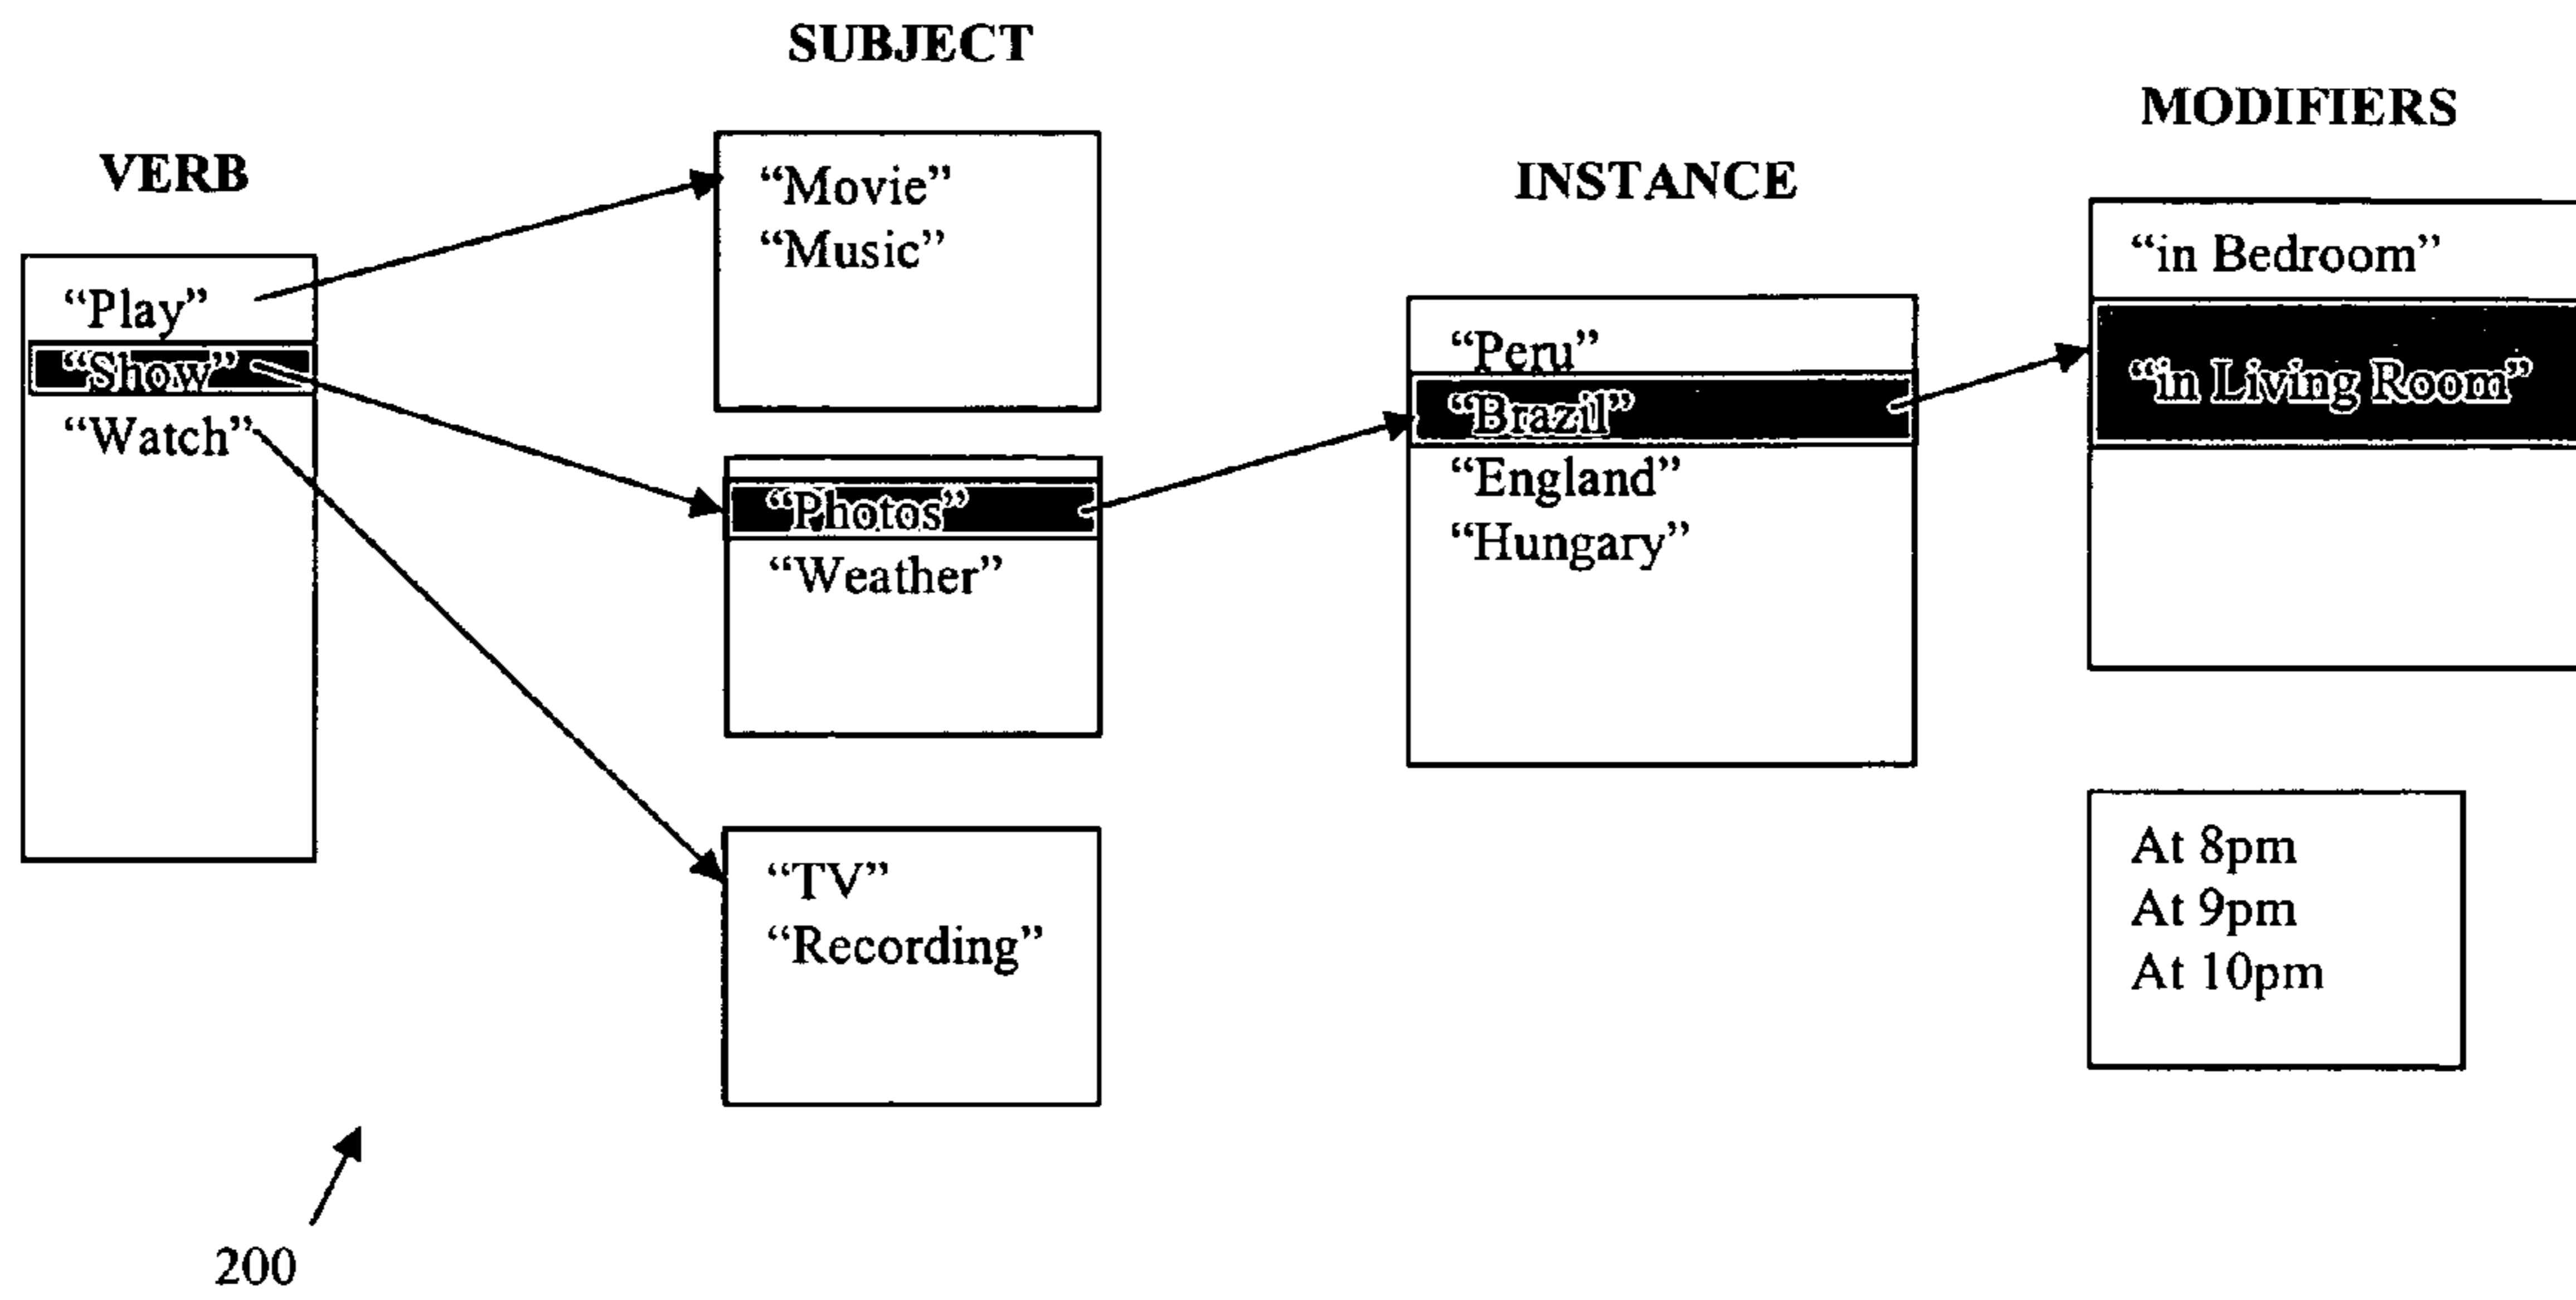 VERB
“Play”
“Show”
“Watch”
SUBJECT
“Movie”
“Music”
“Photos”
“Weather”
“TV”
“Recording”
INSTANCE
“Peru”
“Brazil”
“England”
“Hungary”
MODIFIERS
“in Bedroom”
“in Living Room”
At 8pm
At 9pm
At 10pm
200